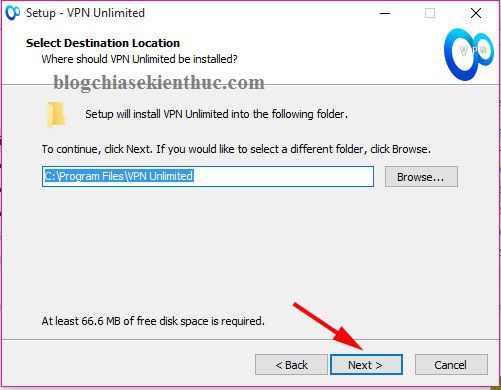 Setup - VPN Unlimited
Select Destination Location
Where should VPN Unlimited be installed?
VPN
blogchiasekienthuc.com
Setup will install VPN Unlimited into the following folder.
To continue, click Next. If you would like to select a different folder, click Browse.
C:\Program Files\VPN Unlimited
Browse...
At least 66.6 MB of free disk space is required.
< Back
Next >
Cancel